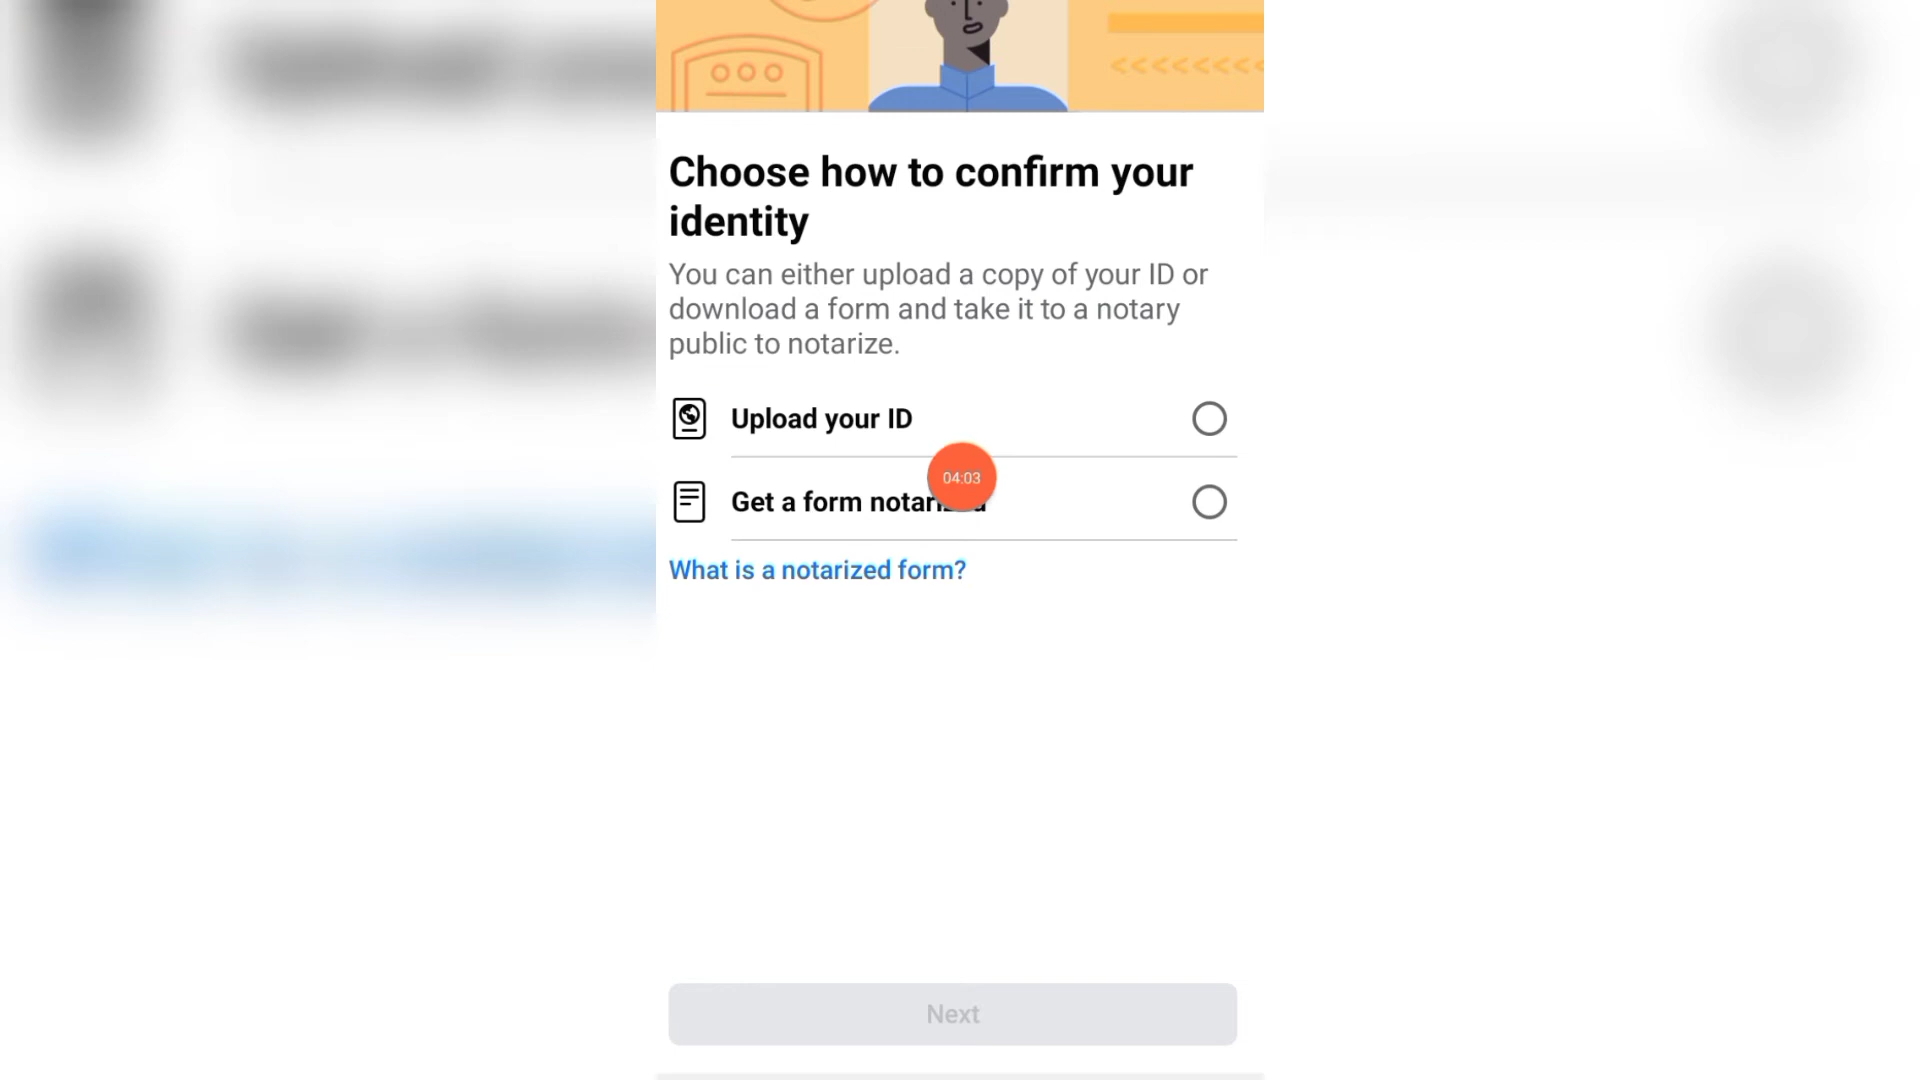 Choose how to confirm your
identity
You can either upload a copy of your ID or
download a form and take it to a notary
public to notarize.
Upload your ID
04:03
Get a form notarized
What is a notarized form?
Next